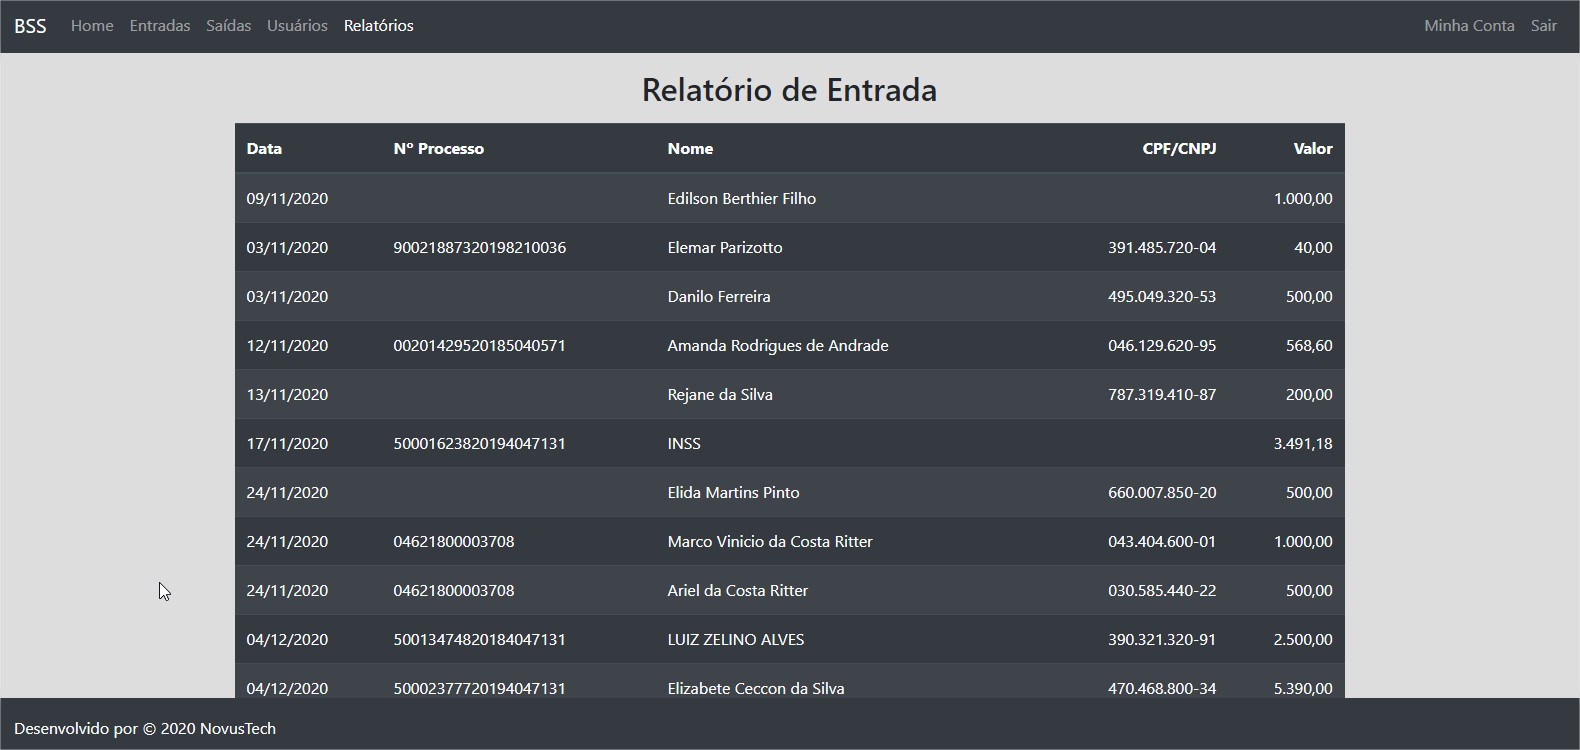 BSS Home Entradas Saídas Usuários Relatórios Minha Conta Sair
Relatório de Entrada
Data Nº Processo Nome CPF/CNPJ Valor
09/11/2020 Edilson Berthier Filho 1.000,00
03/11/2020 90021887320198210036 Elemar Parizotto 391.485.720-04 40,00
03/11/2020 Danilo Ferreira 495.049.320-53 500,00
12/11/2020 00201429520185040571 Amanda Rodrigues de Andrade 046.129.620-95 568,60
13/11/2020 Rejane da Silva 787.319.410-87 200,00
17/11/2020 50001623820194047131 INSS 3.491,18
24/11/2020 Elida Martins Pinto 660.007.850-20 500,00
24/11/2020 04621800003708 Marco Vinicio da Costa Ritter 043.404.600-01 1.000,00
24/11/2020 04621800003708 Ariel da Costa Ritter 030.585.440-22 500,00
04/12/2020 50013474820184047131 LUIZ ZELINO ALVES 390.321.320-91 2.500,00
04/12/2020 50002377720194047131 Elizabete Ceccon da Silva 470.468.800-34 5.390,00
Desenvolvido por © 2020 NovusTech